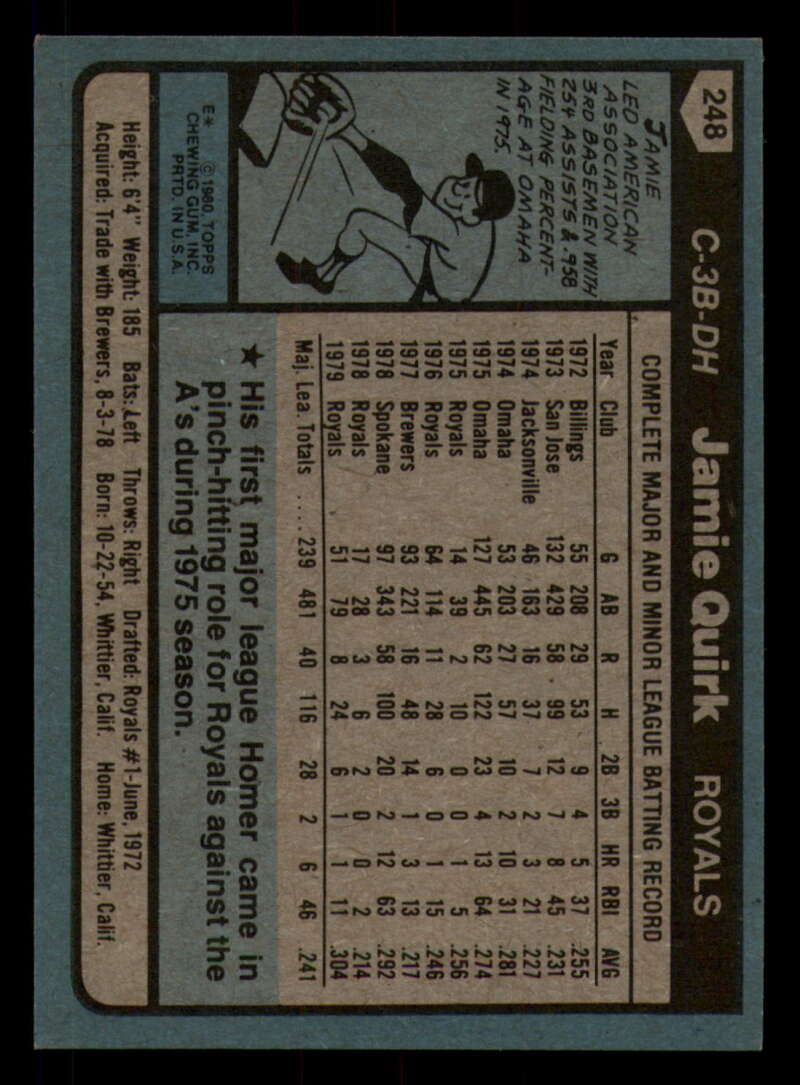 248 C-3B-DH Jamie Quirk ROYALS
JAMIE
LED AMERICAN
ASSOCIATION
3RD BASEMEN WITH
254 ASSISTS & .958
FIELDING PERCENT-
AGE AT OMAHA
IN 1975.
E* © 1980 TOPPS
CHEWING GUM, INC.
PRTD. IN U.S.A.
COMPLETE MAJOR AND MINOR LEAGUE BATTING RECORD
Year Club G AB R H 2B 3B HR RBI AVG
1972 Billings 55 208 29 53 9 4 5 37 .255
1973 San Jose 132 429 58 99 12 7 8 45 .231
1974 Jacksonville 46 163 16 37 7 2 3 21 .227
1974 Omaha 53 203 27 57 10 2 10 31 .281
1975 Omaha 127 445 62 122 23 4 13 64 .274
1975 Royals 14 39 2 10 0 0 1 5 .256
1976 Royals 64 114 11 28 6 0 1 15 .246
1977 Brewers 93 221 16 48 14 1 3 13 .217
1978 Spokane 97 343 58 100 20 2 12 63 .292
1978 Royals 17 28 3 6 2 0 0 2 .214
1979 Royals 51 79 8 24 6 1 1 11 .304
Maj. Lea. Totals .... 239 481 40 116 28 2 6 46 .241
★ His first major league Homer came in
pinch-hitting role for Royals against the
A's during 1975 season.
Height: 6'4" Weight: 185 Bats: Left Throws: Right Drafted: Royals #1-June, 1972
Acquired: Trade with Brewers, 8-3-78 Born: 10-22-54, Whittier, Calif. Home: Whittier, Calif.